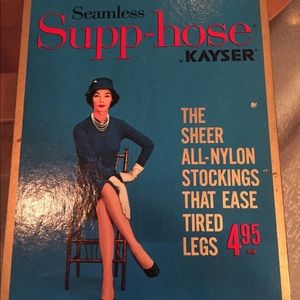 Seamless
Supp-hose
KAYSER
THE
SHEER
ALL-NYLON
STOCKINGS
THAT EASE
TIRED
LEGS 4.95